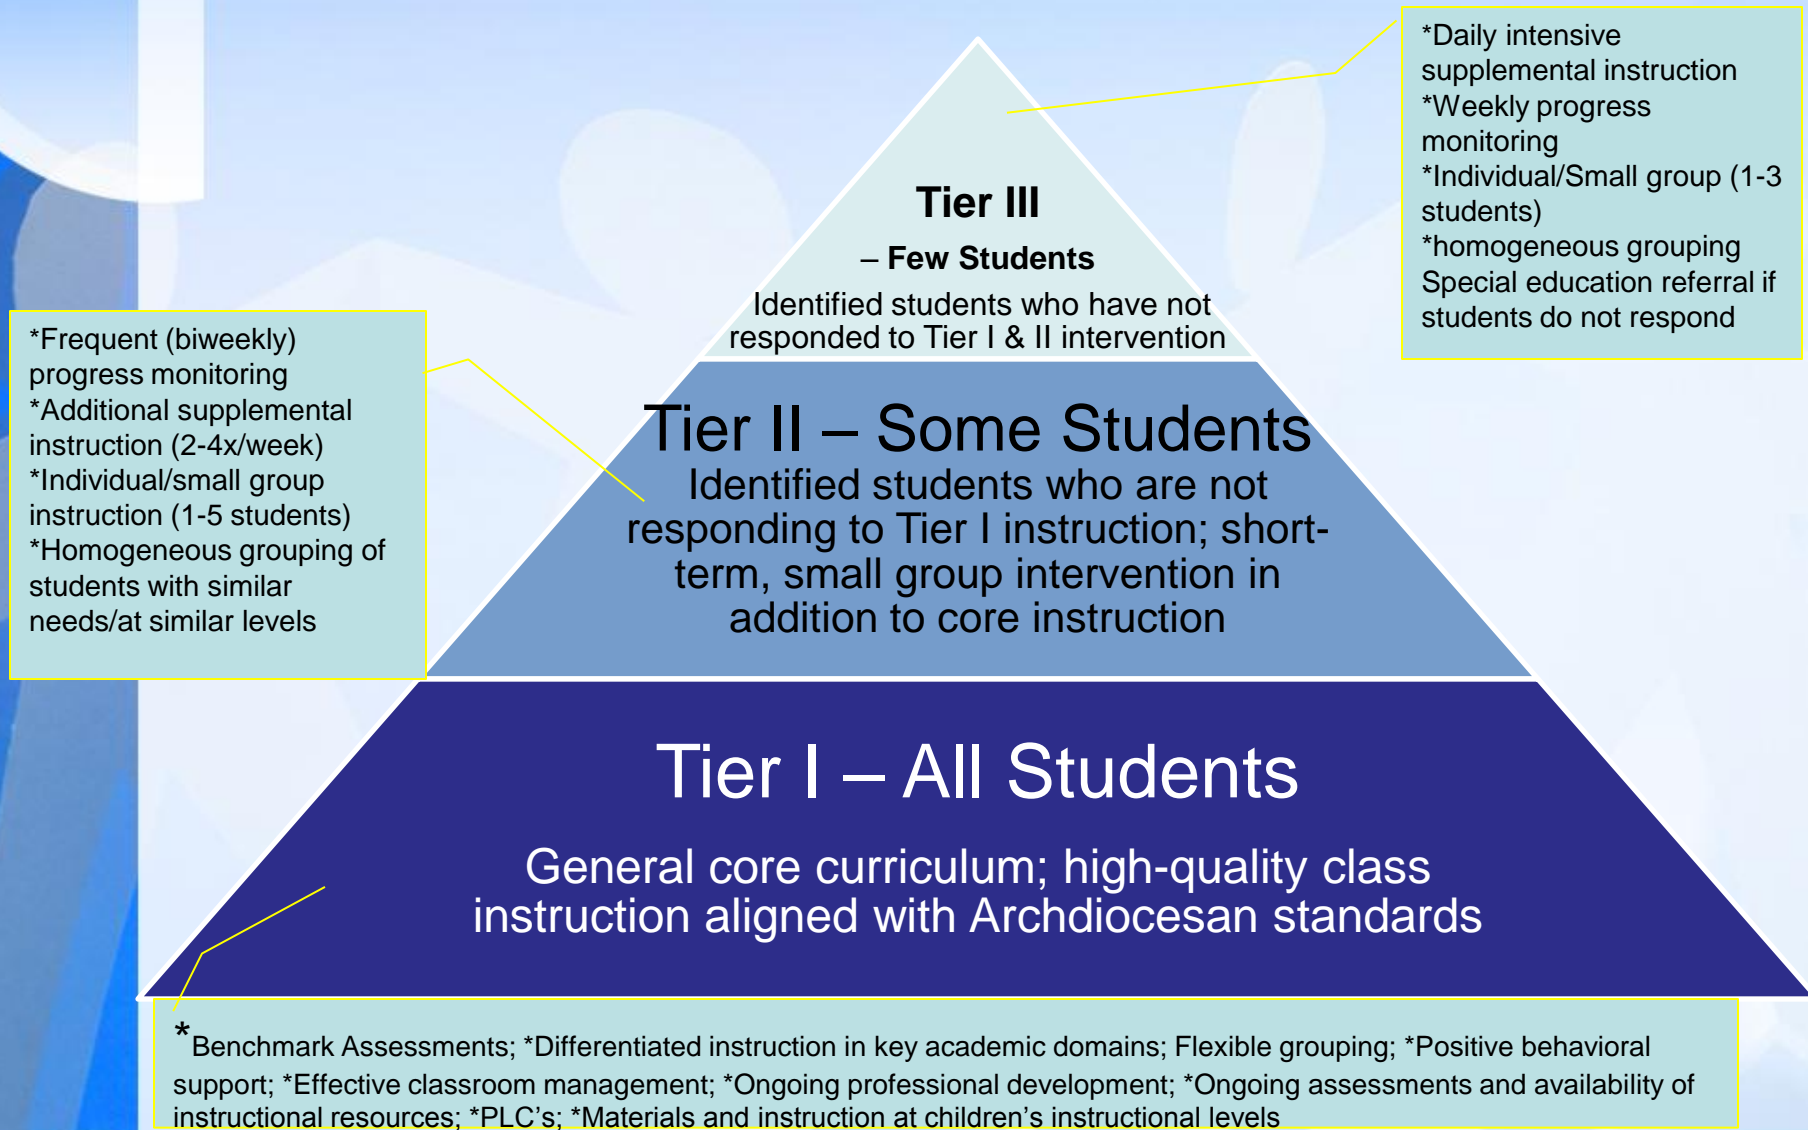 *Daily intensive
supplemental instruction
*Weekly progress
monitoring
*Individual/Small group (1-3
students)
*homogeneous grouping
Special education referral if
students do not respond
Tier III
– Few Students
Identified students who have not
responded to Tier I & II intervention
*Frequent (biweekly)
progress monitoring
*Additional supplemental
instruction (2-4x/week)
*Individual/small group
instruction (1-5 students)
*Homogeneous grouping of
students with similar
needs/at similar levels
Tier II – Some Students
Identified students who are not
responding to Tier I instruction; short-
term, small group intervention in
addition to core instruction
Tier I – All Students
General core curriculum; high-quality class
instruction aligned with Archdiocesan standards
*Benchmark Assessments; *Differentiated instruction in key academic domains; Flexible grouping; *Positive behavioral
support; *Effective classroom management; *Ongoing professional development; *Ongoing assessments and availability of
instructional resources; *PLC's; *Materials and instruction at children's instructional levels